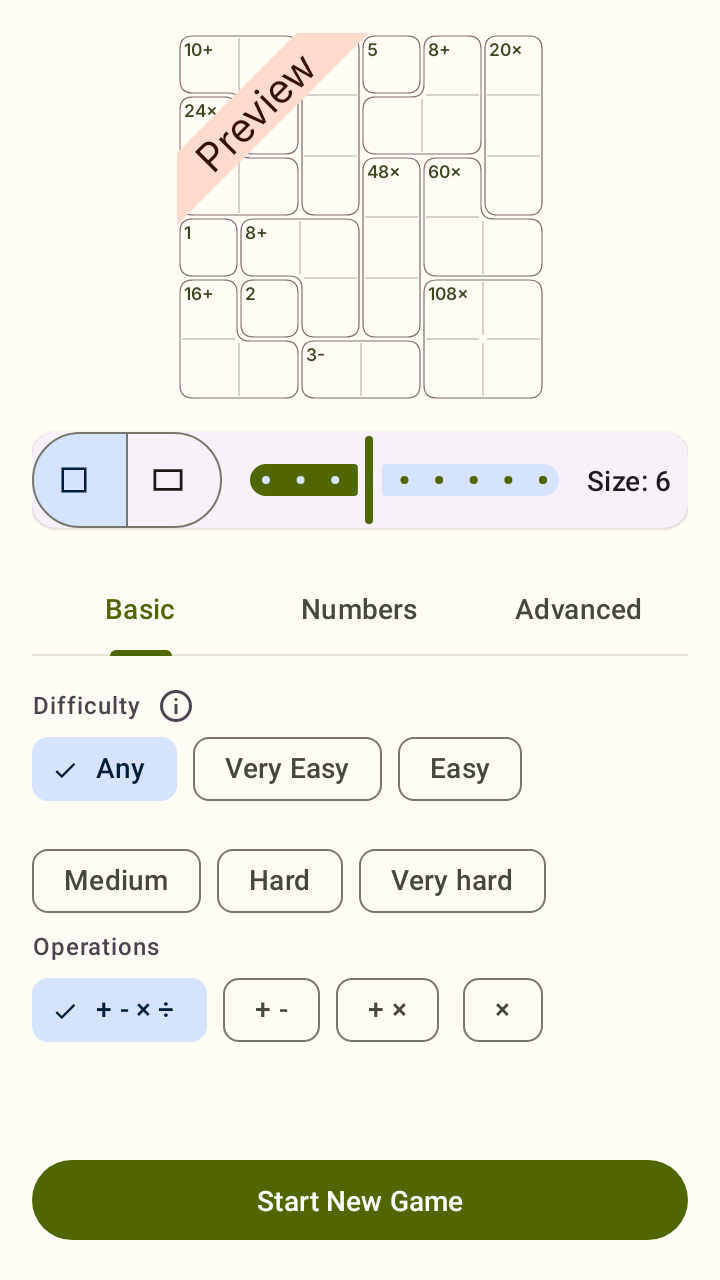 10+ 5 8+ 20×
24×
Preview
48× 60×
1 8+
16+ 2 108×
3-
Size: 6
Basic Numbers Advanced
Difficulty
Any Very Easy Easy
Medium Hard Very hard
Operations
+ - × ÷ + - + × ×
Start New Game